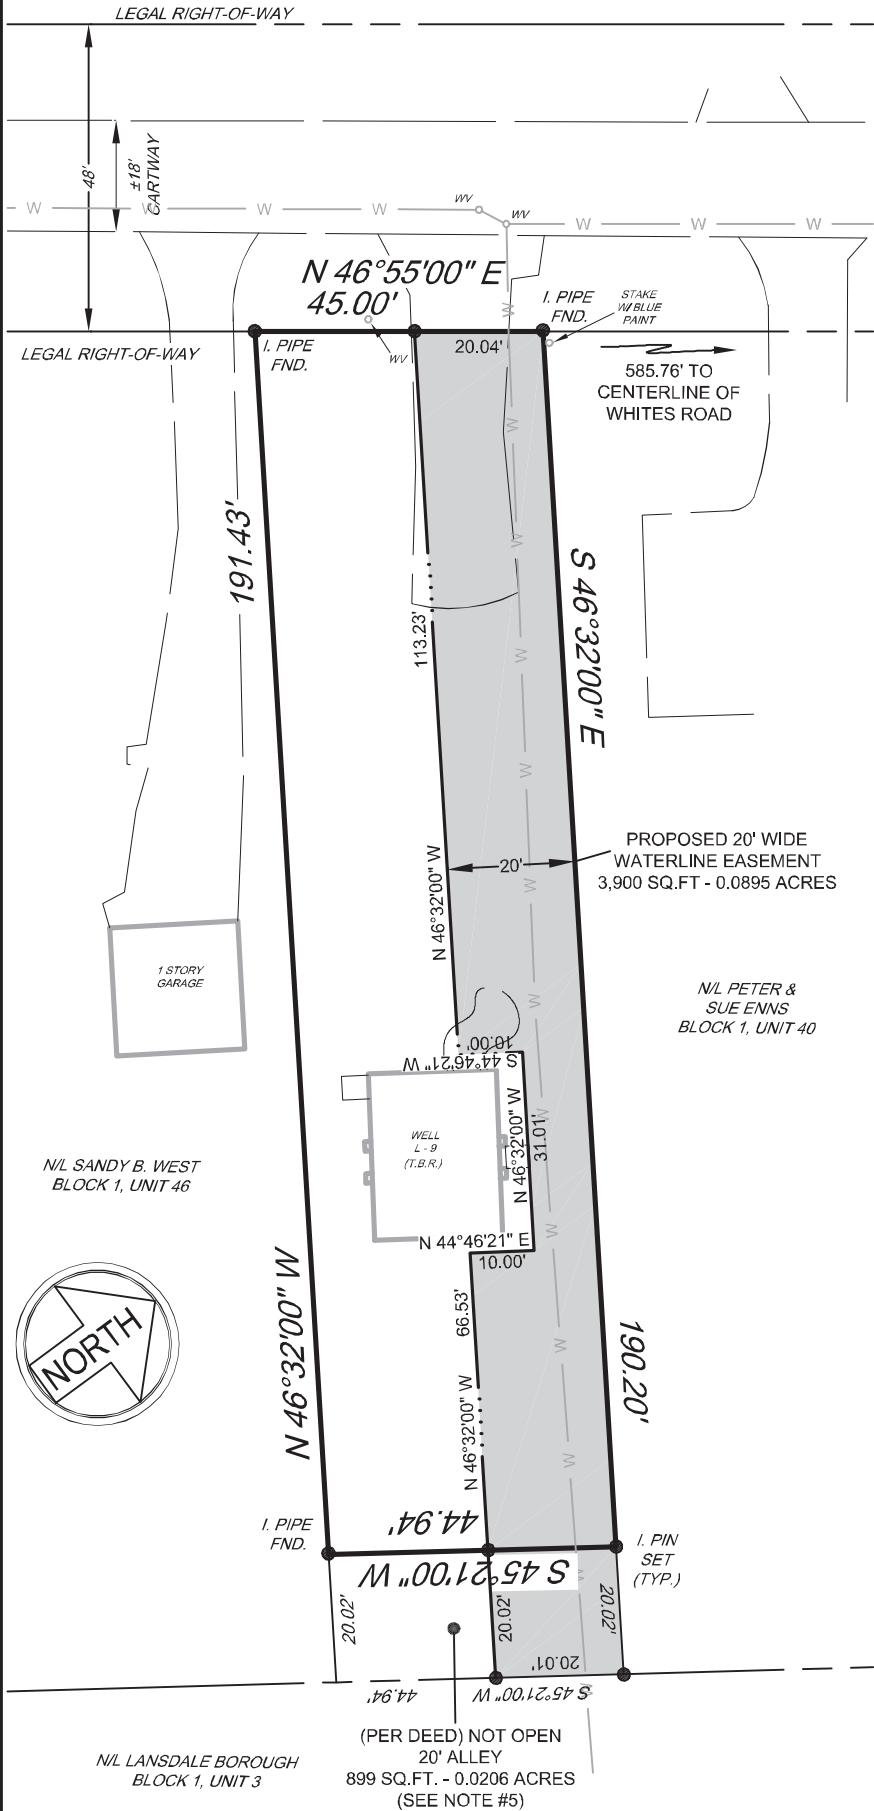 LEGAL RIGHT-OF-WAY
48'
±18'
CARTWAY
W W W W
WV
WV
W W W
N 46°55'00" E
45.00'
I. PIPE
FND.
STAKE
W/BLUE
PAINT
W
LEGAL RIGHT-OF-WAY
I. PIPE
FND.
WV
20.04'
585.76' TO
CENTERLINE OF
WHITES ROAD
W
191.43'
W
S 46°32'00" E
113.23'
W
W
PROPOSED 20' WIDE
WATERLINE EASEMENT
3,900 SQ.FT - 0.0895 ACRES
20'
N 46°32'00" W
W
1 STORY
GARAGE
N/L PETER &
SUE ENNS
BLOCK 1, UNIT 40
W
10.00'
S 44°46'21" W
WELL
L - 9
(T.B.R.)
N 46°32'00" W
31.01'
W
N/L SANDY B. WEST
BLOCK 1, UNIT 46
N 44°46'21" E
10.00'
W
NORTH
N 46°32'00" W
66.53'
W
190.20'
N 46°32'00" W
W
I. PIPE
FND.
44.94'
S 45°21'00" W
I. PIN
SET
(TYP.)
W
20.02'
20.02'
20.02'
20.01'
44.94'
S 45°21'00" W
W
(PER DEED) NOT OPEN
20' ALLEY
899 SQ.FT. - 0.0206 ACRES
(SEE NOTE #5)
N/L LANSDALE BOROUGH
BLOCK 1, UNIT 3